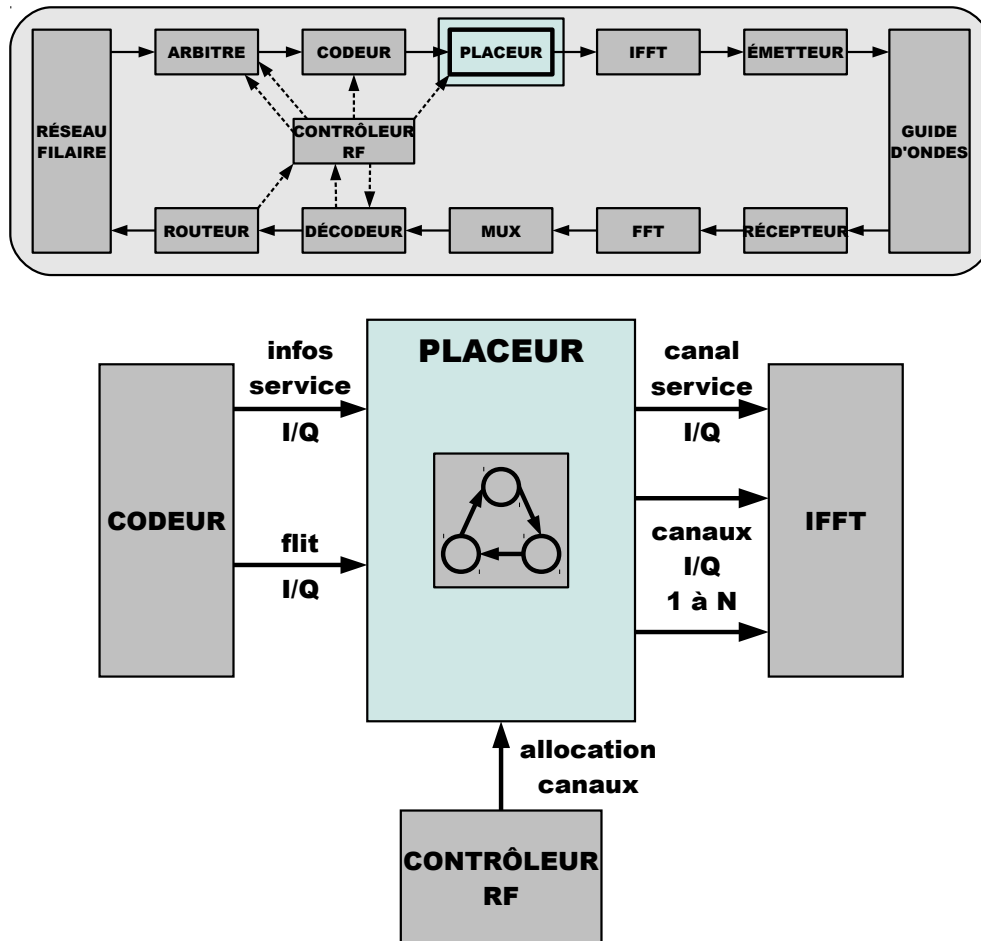 ARBITRE
CODEUR
PLACEUR
IFFT
ÉMETTEUR
RÉSEAU
FILAIRE
CONTRÔLEUR
RF
GUIDE
D'ONDES
ROUTEUR
DÉCODEUR
MUX
FFT
RÉCEPTEUR
PLACEUR
infos
service
I/Q
canal
service
I/Q
CODEUR
flit
I/Q
canaux
I/Q
1 à N
IFFT
allocation
canaux
CONTRÔLEUR
RF